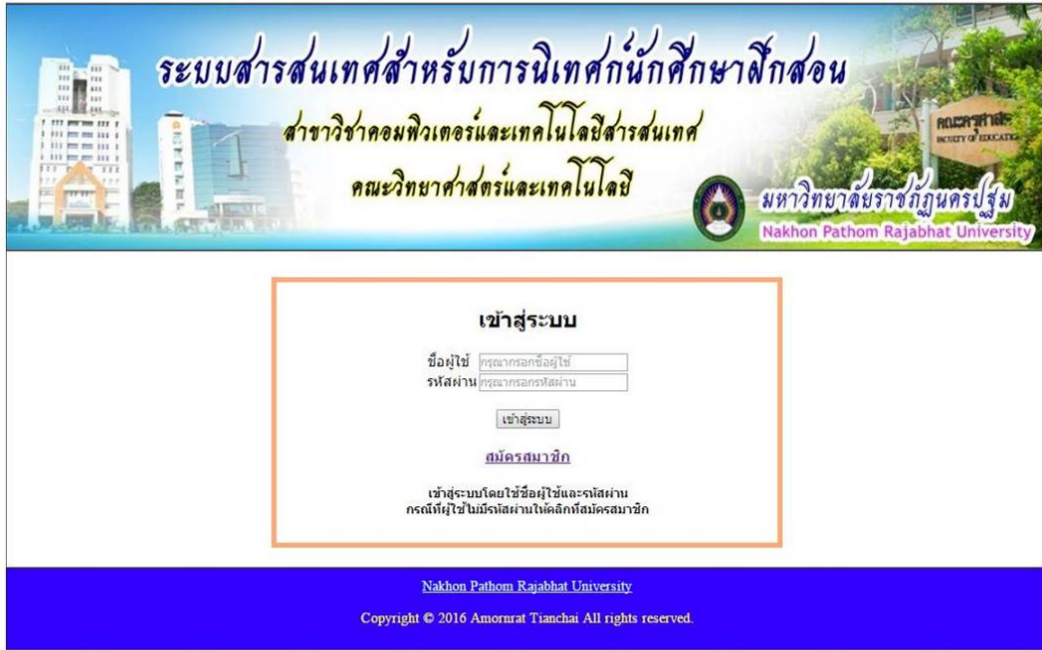 ระบบสารสนเทศสำหรับการนิเทศก์นักศึกษาฝึกสอน
สาขาวิชาคอมพิวเตอร์และเทคโนโลยีสารสนเทศ
คณะวิทยาศาสตร์และเทคโนโลยี
คณะครุศาสตร์
FACULTY OF EDUCATION
มหาวิทยาลัยราชภัฏนครปฐม
Nakhon Pathom Rajabhat University
เข้าสู่ระบบ
ชื่อผู้ใช้ กรุณากรอกชื่อผู้ใช้
รหัสผ่าน กรุณากรอกรหัสผ่าน
เข้าสู่ระบบ
สมัครสมาชิก
เข้าสู่ระบบโดยใช้ชื่อผู้ใช้และรหัสผ่าน
กรณีที่ผู้ใช้ไม่มีรหัสผ่านให้คลิกที่สมัครสมาชิก
Nakhon Pathom Rajabhat University
Copyright © 2016 Amornrat Tianchai All rights reserved.